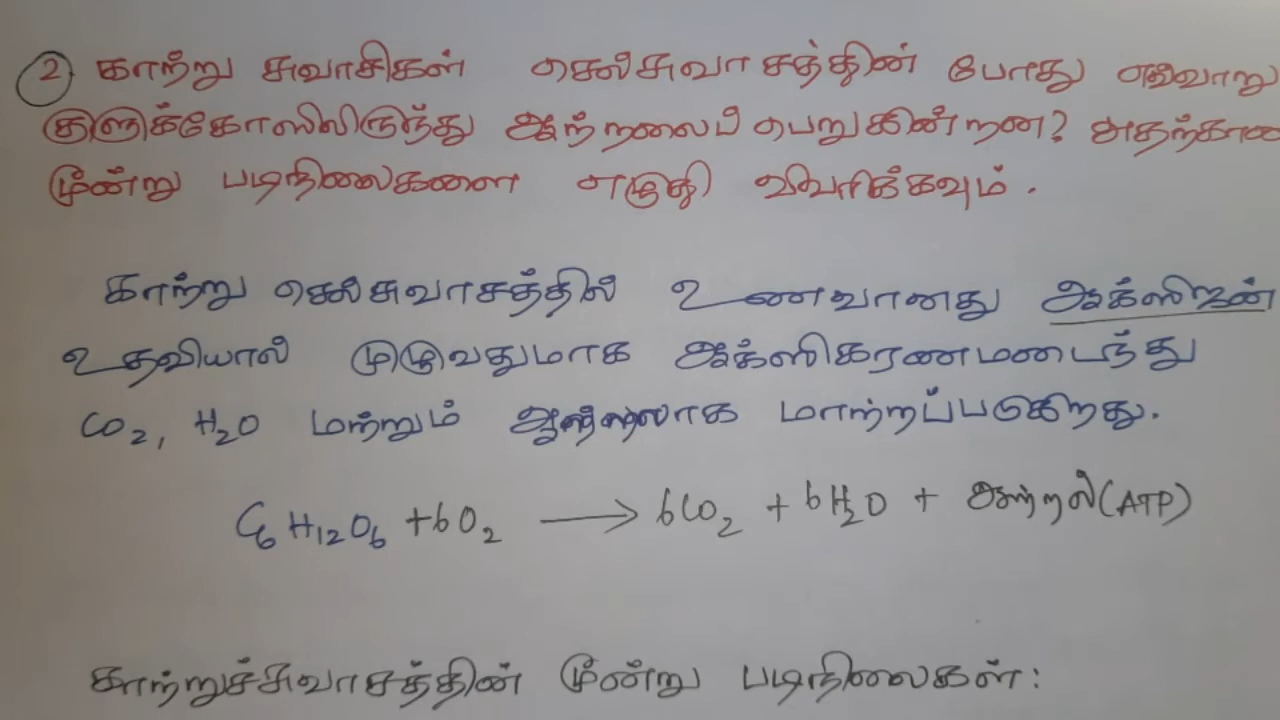 2) காற்று சுவாசிகள் செல்சுவாசத்தின் போது எவ்வாறு
குளுக்கோஸிலிருந்து ஆற்றலைப் பெறுகின்றன? அதற்கான
மூன்று படிநிலைகளை எழுதி விவரிக்கவும்.
காற்று செல்சுவாசத்தில் உணவானது ஆக்ஸிஜன்
உதவியால் முழுவதுமாக ஆக்ஸிகரணமடைந்து
CO₂, H₂O மற்றும் ஆற்றலாக மாற்றப்படுகிறது.
C₆H₁₂O₆ + 6O₂ → 6CO₂ + 6H₂O + ஆற்றல் (ATP)
காற்றுச்சுவாசத்தின் மூன்று படிநிலைகள்: